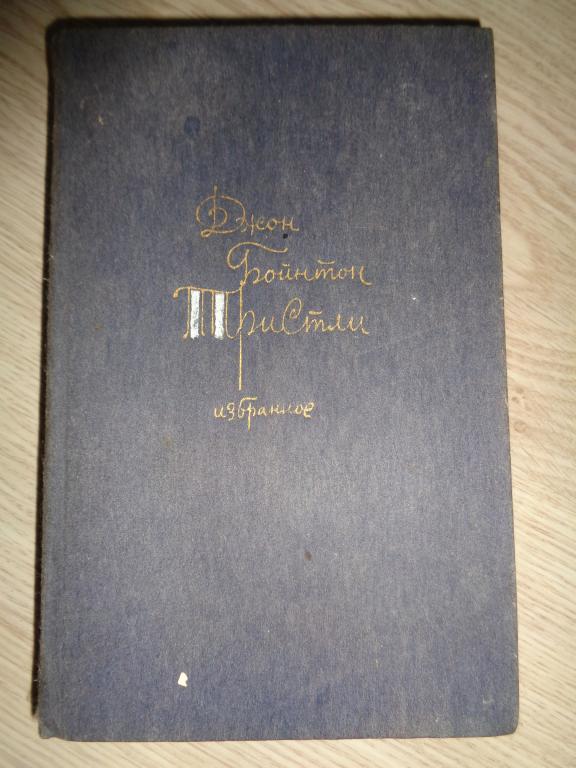 Джон
Бойнтон
Пристли
избранное